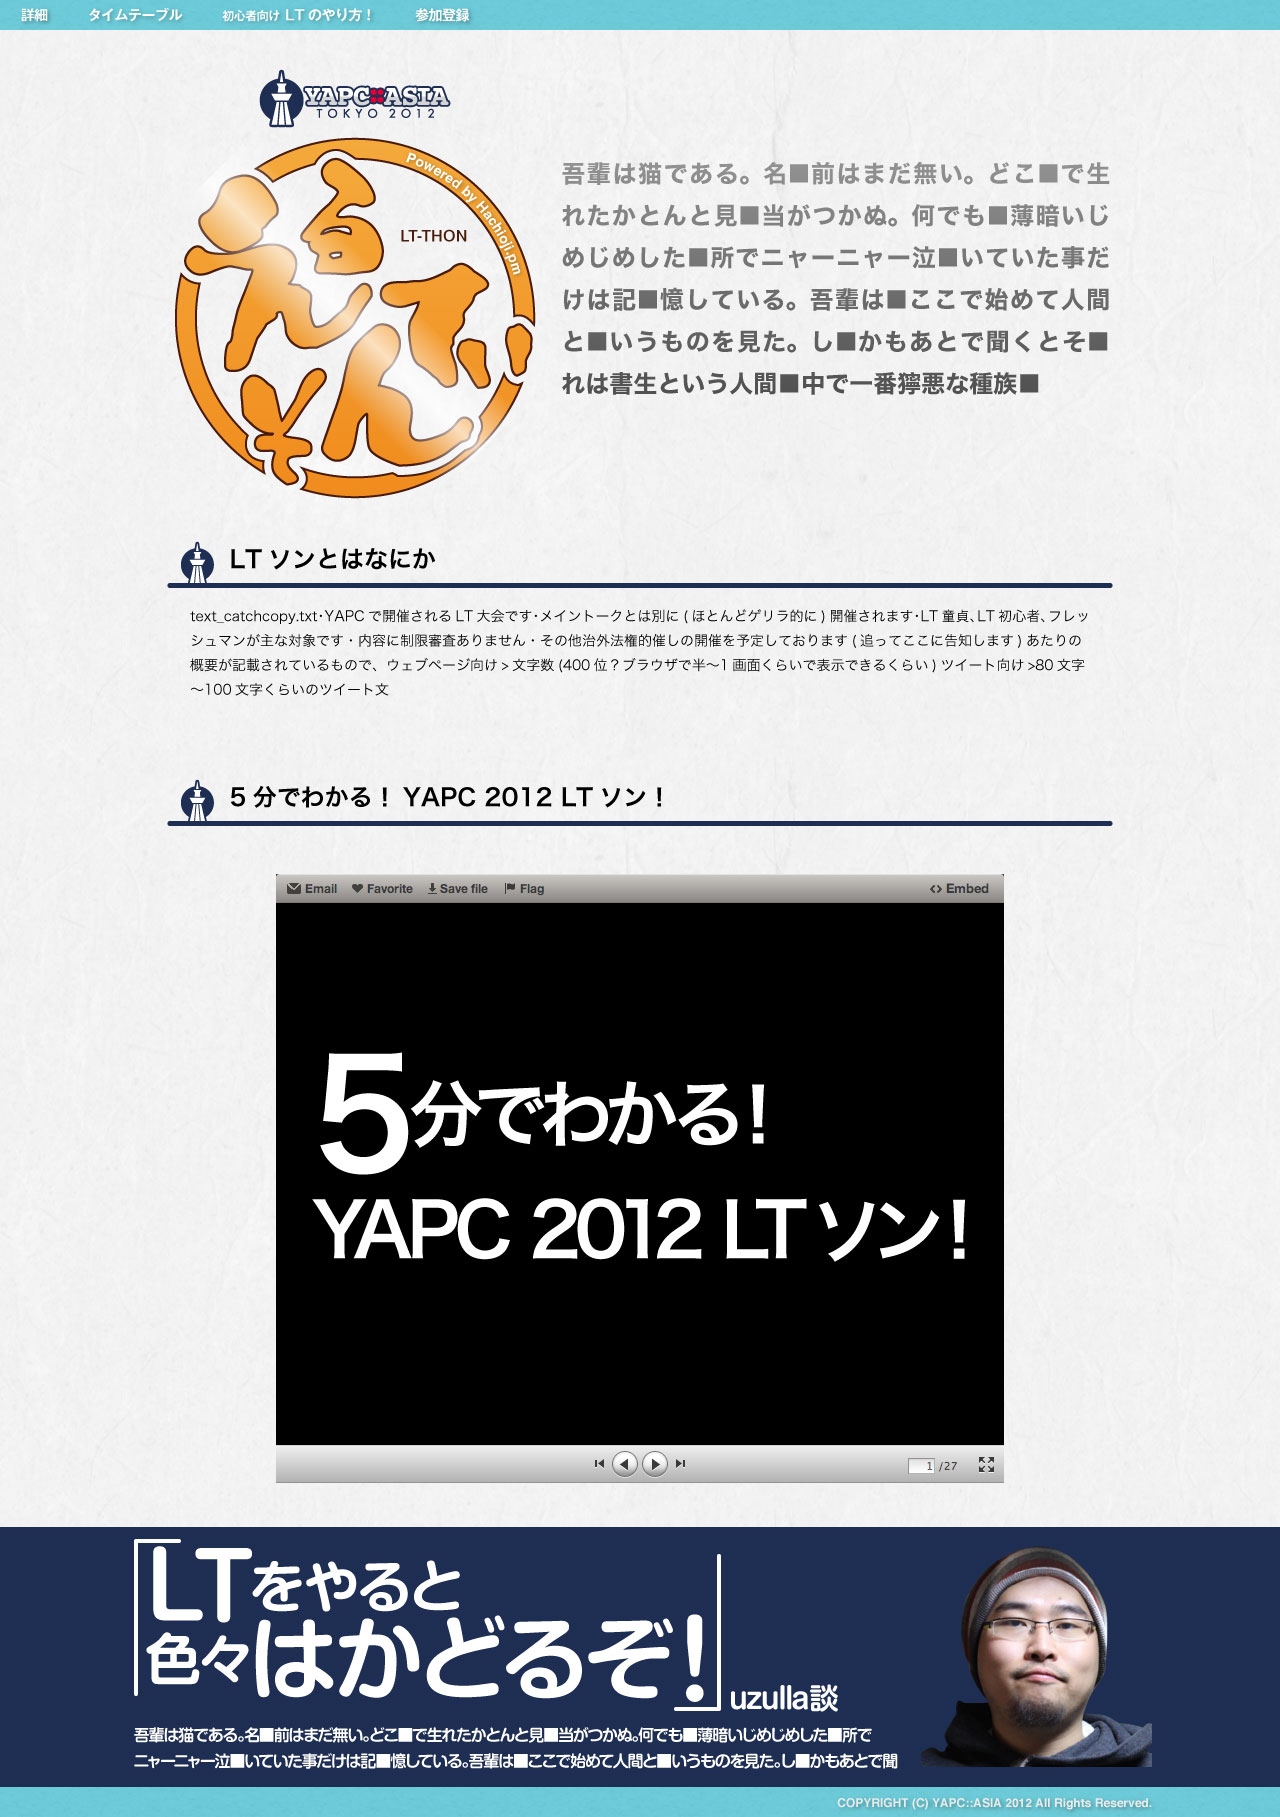 詳細 タイムテーブル 初心者向け LT のやり方！ 参加登録
YAPC::ASIA
TOKYO 2012
Powered by Hachioji.pm
LT-THON
えるてぃそん
吾輩は猫である。名■前はまだ無い。どこ■で生
れたかとんと見■当がつかぬ。何でも■薄暗いじ
めじめした■所でニャーニャー泣■いていた事だ
けは記■憶している。吾輩は■ここで始めて人間
と■いうものを見た。し■かもあとで聞くとそ■
れは書生という人間■中で一番獰悪な種族■
LT ソンとはなにか
text_catchcopy.txt・YAPC で開催される LT 大会です・メイントークとは別に ( ほとんどゲリラ的に ) 開催されます・LT 童貞、LT 初心者、フレッ
シュマンが主な対象です・内容に制限審査ありません・その他治外法権的催しの開催を予定しております ( 追ってここに告知します ) あたりの
概要が記載されているもので、ウェブページ向け > 文字数 (400 位 ? ブラウザで半〜1 画面くらいで表示できるくらい ) ツイート向け >80 文字
〜100 文字くらいのツイート文
5 分でわかる！ YAPC 2012 LT ソン！
Email Favorite Save file Flag Embed
5分でわかる！
YAPC 2012 LT ソン！
1 /27
「LTをやると
色々はかどるぞ！」
uzulla談
吾輩は猫である。名■前はまだ無い。どこ■で生れたかとんと見■当がつかぬ。何でも■薄暗いじめじめした■所で
ニャーニャー泣■いていた事だけは記■憶している。吾輩は■ここで始めて人間と■いうものを見た。し■かもあとで聞
COPYRIGHT (C) YAPC::ASIA 2012 All Rights Reserved.